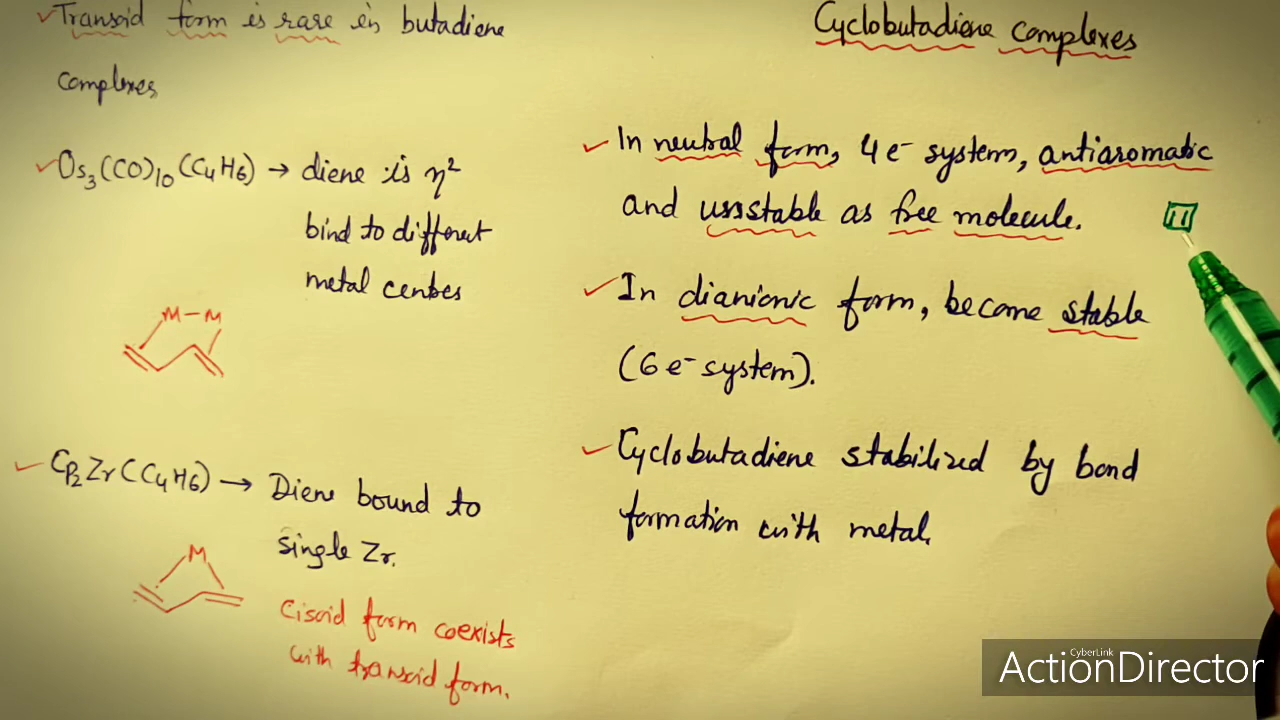 Transoid form is rare in butadiene
complexes
Os3(CO)10(C4H6) → diene is η2
bind to different
metal centres
M-M
Cp2Zr(C4H6) → Diene bound to
single Zr.
M
Cisoid form coexists
with transoid form.
Cyclobutadiene complexes
In neutral form, 4e- system, antiaromatic
and unstable as free molecule.
In dianionic form, become stable
(6e- system).
Cyclobutadiene stabilized by bond
formation with metal.
CyberLink
ActionDirector